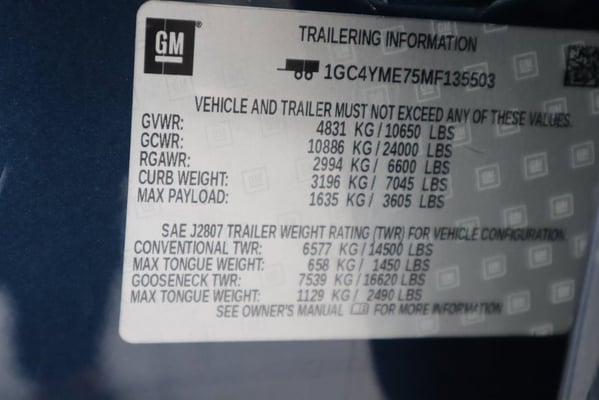 GM
TRAILERING INFORMATION
1GC4YME75MF135503
VEHICLE AND TRAILER MUST NOT EXCEED ANY OF THESE VALUES.
GVWR: 4831 KG / 10650 LBS
GCWR: 10886 KG / 24000 LBS
RGAWR: 2994 KG / 6600 LBS
CURB WEIGHT: 3196 KG / 7045 LBS
MAX PAYLOAD: 1635 KG / 3605 LBS
SAE J2807 TRAILER WEIGHT RATING (TWR) FOR VEHICLE CONFIGURATION.
CONVENTIONAL TWR: 6577 KG / 14500 LBS
MAX TONGUE WEIGHT: 658 KG / 1450 LBS
GOOSENECK TWR: 7539 KG / 16620 LBS
MAX TONGUE WEIGHT: 1129 KG / 2490 LBS
SEE OWNER'S MANUAL FOR MORE INFORMATION